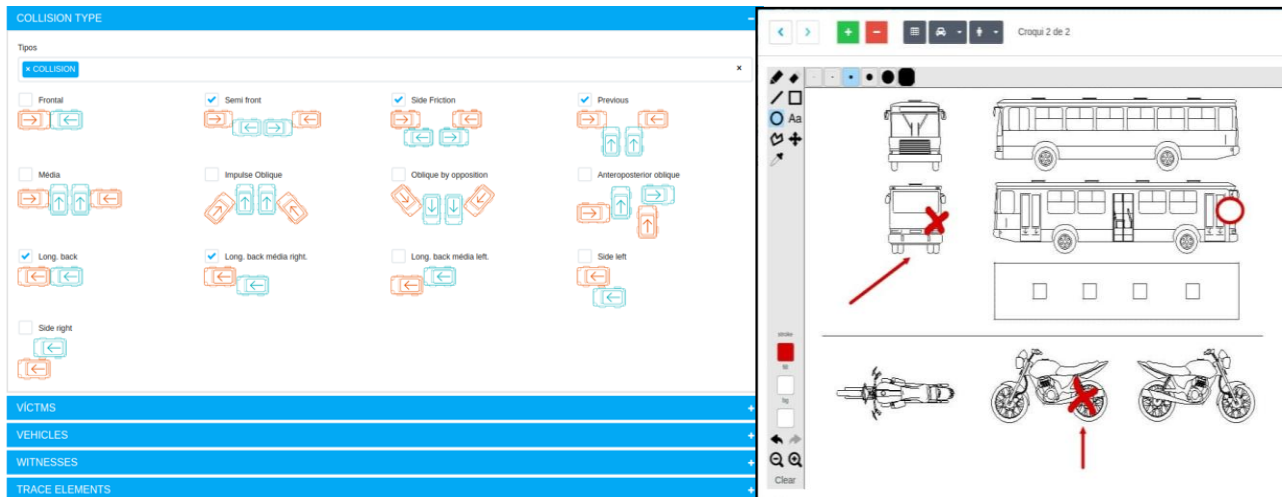 COLLISION TYPE
Tipos
× COLLISION
×
Frontal
Semi front
Side Friction
Previous
Média
Impulse Oblique
Oblique by opposition
Anteroposterior oblique
Long. back
Long. back média right.
Long. back média left.
Side left
Side right
VÍCTMS
VEHICLES
WITNESSES
TRACE ELEMENTS
Croqui 2 de 2
Aa
stroke
bg
Clear